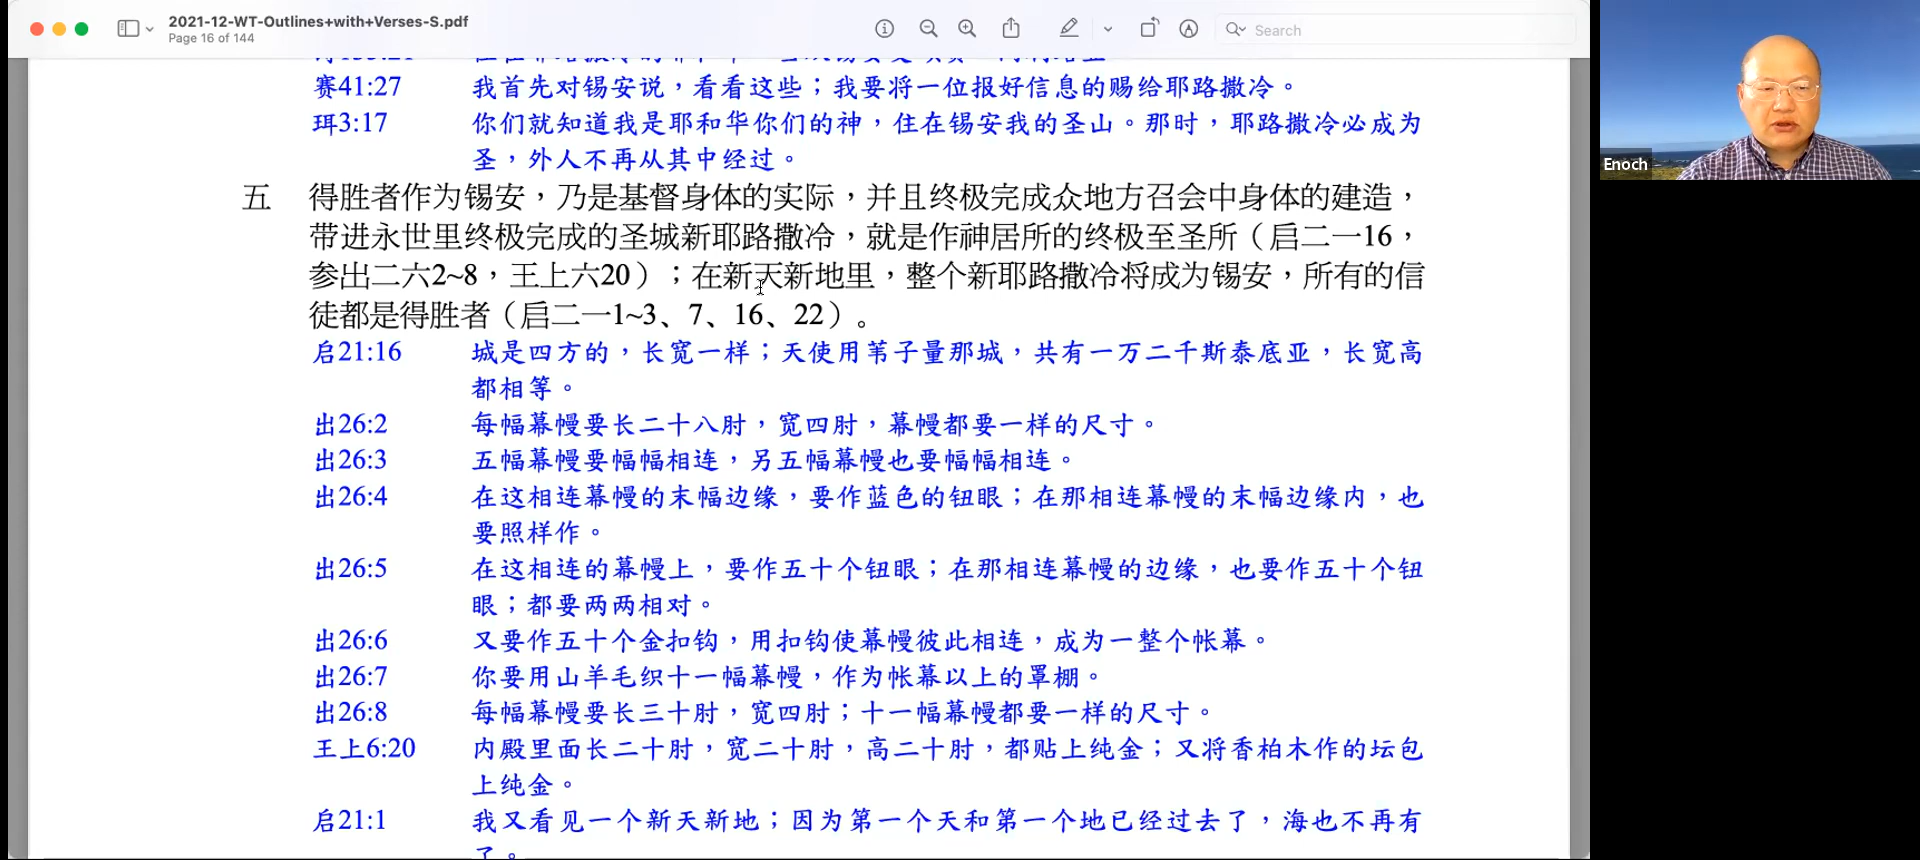 2021-12-WT-Outlines+with+Verses-S.pdf
Page 16 of 144
Search
Enoch
赛41:27 我首先对锡安说，看看这些；我要将一位报好信息的赐给耶路撒冷。
珥3:17 你们就知道我是耶和华你们的神，住在锡安我的圣山。那时，耶路撒冷必成为
圣，外人不再从其中经过。
五 得胜者作为锡安，乃是基督身体的实际，并且终极完成众地方召会中身体的建造，
带进永世里终极完成的圣城新耶路撒冷，就是作神居所的终极至圣所（启二一16，
参出二六2~8，王上六20）；在新天新地里，整个新耶路撒冷将成为锡安，所有的信
徒都是得胜者（启二一1~3、7、16、22）。
启21:16 城是四方的，长宽一样；天使用苇子量那城，共有一万二千斯泰底亚，长宽高
都相等。
出26:2 每幅幕幔要长二十八肘，宽四肘，幕幔都要一样的尺寸。
出26:3 五幅幕幔要幅幅相连，另五幅幕幔也要幅幅相连。
出26:4 在这相连幕幔的末幅边缘，要作蓝色的钮眼；在那相连幕幔的末幅边缘内，也
要照样作。
出26:5 在这相连的幕幔上，要作五十个钮眼；在那相连幕幔的边缘，也要作五十个钮
眼；都要两两相对。
出26:6 又要作五十个金扣钩，用扣钩使幕幔彼此相连，成为一整个帐幕。
出26:7 你要用山羊毛织十一幅幕幔，作为帐幕以上的罩棚。
出26:8 每幅幕幔要长三十肘，宽四肘；十一幅幕幔都要一样的尺寸。
王上6:20 内殿里面长二十肘，宽二十肘，高二十肘，都贴上纯金；又将香柏木作的坛包
上纯金。
启21:1 我又看见一个新天新地；因为第一个天和第一个地已经过去了，海也不再有
了。